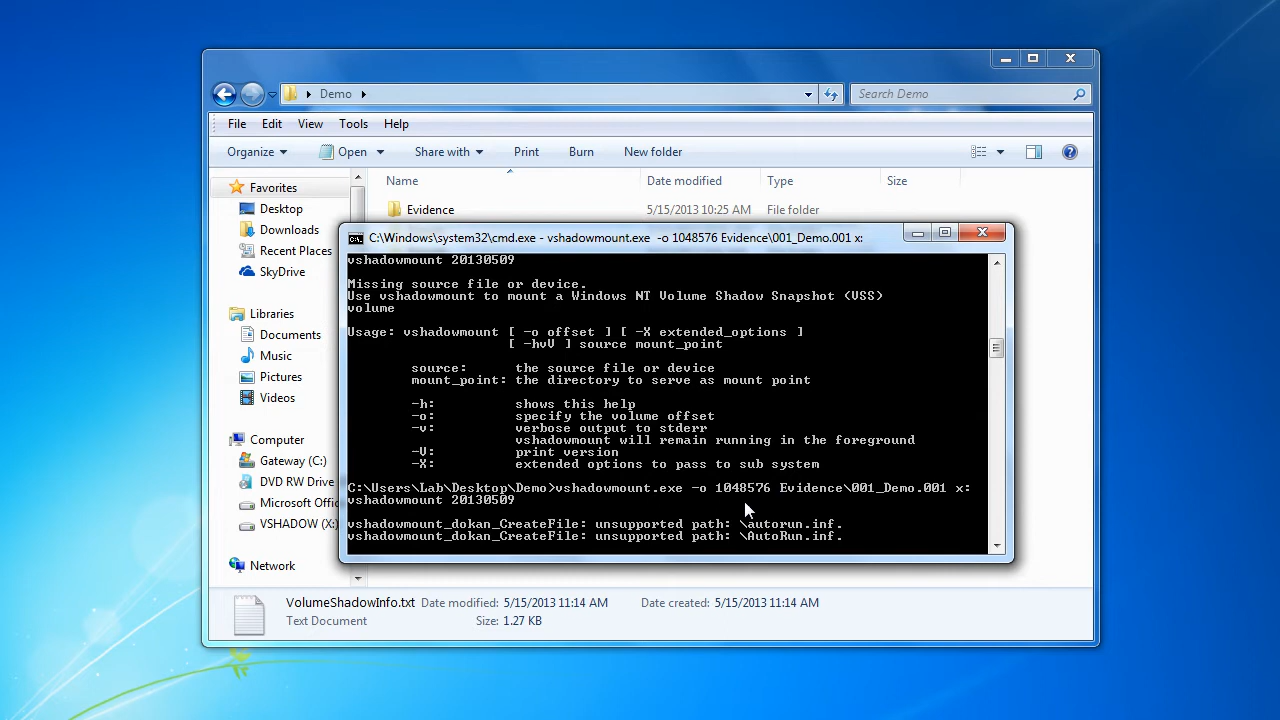 Demo
Search Demo
File Edit View Tools Help
Organize Open Share with Print Burn New folder
Name Date modified Type Size
Favorites
Desktop
Downloads
Recent Places
SkyDrive
Libraries
Documents
Music
Pictures
Videos
Computer
Gateway (C:)
DVD RW Drive
Microsoft Offic
VSHADOW (X:)
Network
Evidence 5/15/2013 10:25 AM File folder
C:\Windows\system32\cmd.exe - vshadowmount.exe -o 1048576 Evidence\001_Demo.001 x:
vshadowmount 20130509
Missing source file or device.
Use vshadowmount to mount a Windows NT Volume Shadow Snapshot (VSS)
volume
Usage: vshadowmount [ -o offset ] [ -X extended_options ]
[ -hvV ] source mount_point
source: the source file or device
mount_point: the directory to serve as mount point
-h: shows this help
-o: specify the volume offset
-v: verbose output to stderr
vshadowmount will remain running in the foreground
-V: print version
-X: extended options to pass to sub system
C:\Users\Lab\Desktop\Demo>vshadowmount.exe -o 1048576 Evidence\001_Demo.001 x:
vshadowmount 20130509
vshadowmount_dokan_CreateFile: unsupported path: \autorun.inf.
vshadowmount_dokan_CreateFile: unsupported path: \AutoRun.inf.
VolumeShadowInfo.txt Date modified: 5/15/2013 11:14 AM Date created: 5/15/2013 11:14 AM
Text Document Size: 1.27 KB